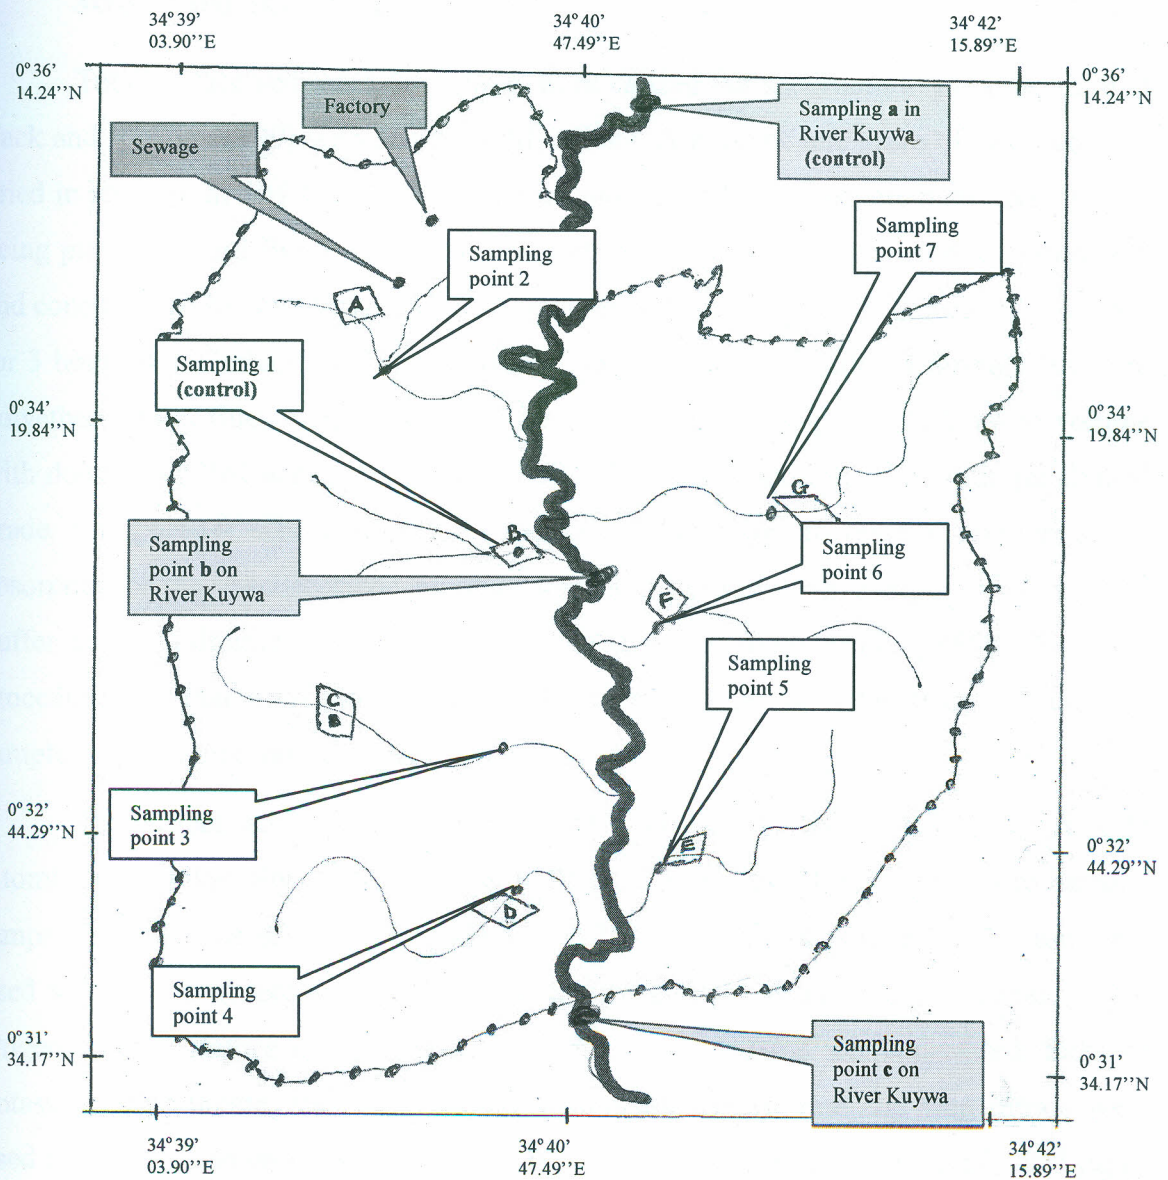 34°39’
03.90’’E
34°40’
47.49’’E
34°42’
15.89’’E
0°36’
14.24’’N
0°36’
14.24’’N
Factory
Sewage
Sampling a in
River Kuywa
(control)
Sampling
point 7
Sampling
point 2
A
Sampling 1
(control)
0°34’
19.84’’N
0°34’
19.84’’N
G
B
Sampling
point b on
River Kuywa
Sampling
point 6
F
Sampling
point 5
C
B
Sampling
point 3
0°32’
44.29’’N
0°32’
44.29’’N
E
D
Sampling
point 4
Sampling
point c on
River Kuywa
0°31’
34.17’’N
0°31’
34.17’’N
34°39’
03.90’’E
34°40’
47.49’’E
34°42’
15.89’’E